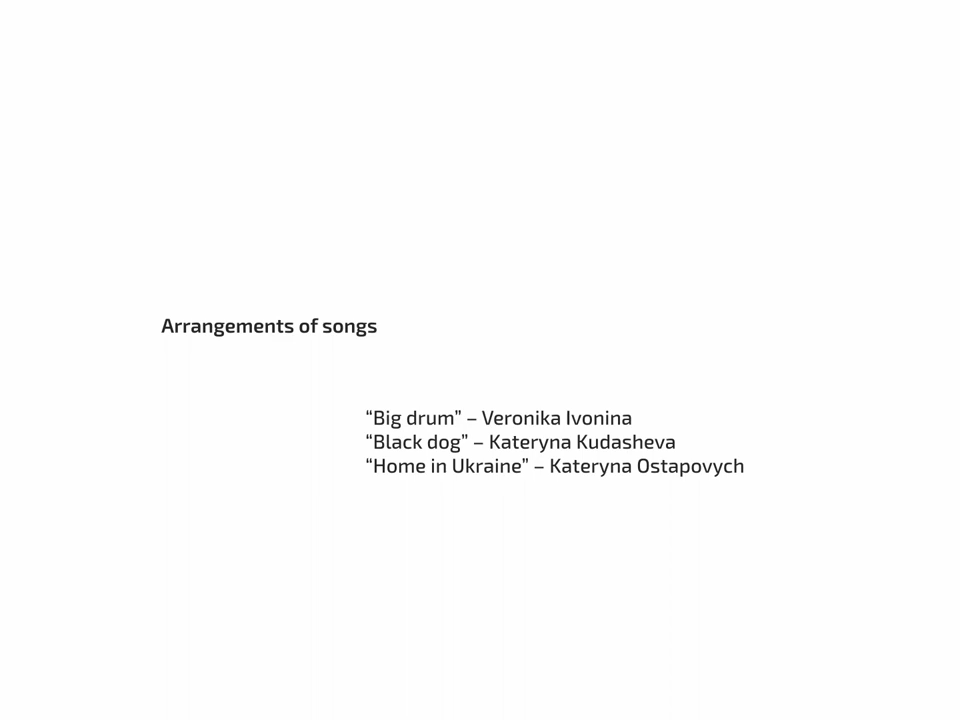 Arrangements of songs
“Big drum” – Veronika Ivonina
“Black dog” – Kateryna Kudasheva
“Home in Ukraine” – Kateryna Ostapovych